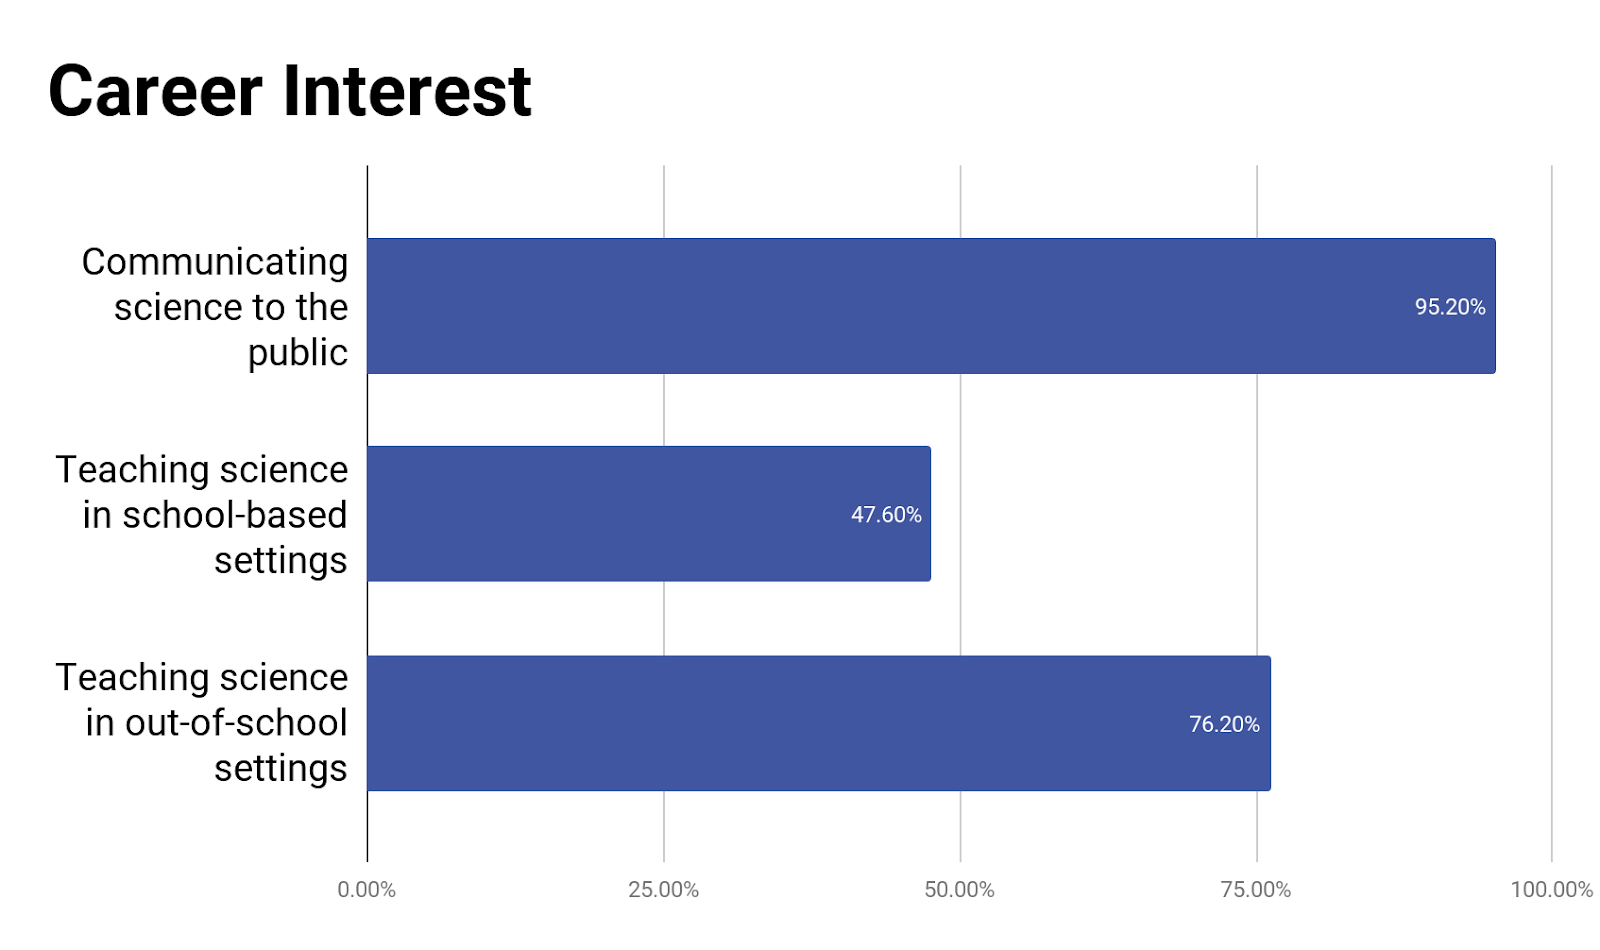 Career Interest
Communicating
science to the
public
95.20%
Teaching science
in school-based
settings
47.60%
Teaching science
in out-of-school
settings
76.20%
0.00%
25.00%
50.00%
75.00%
100.00%